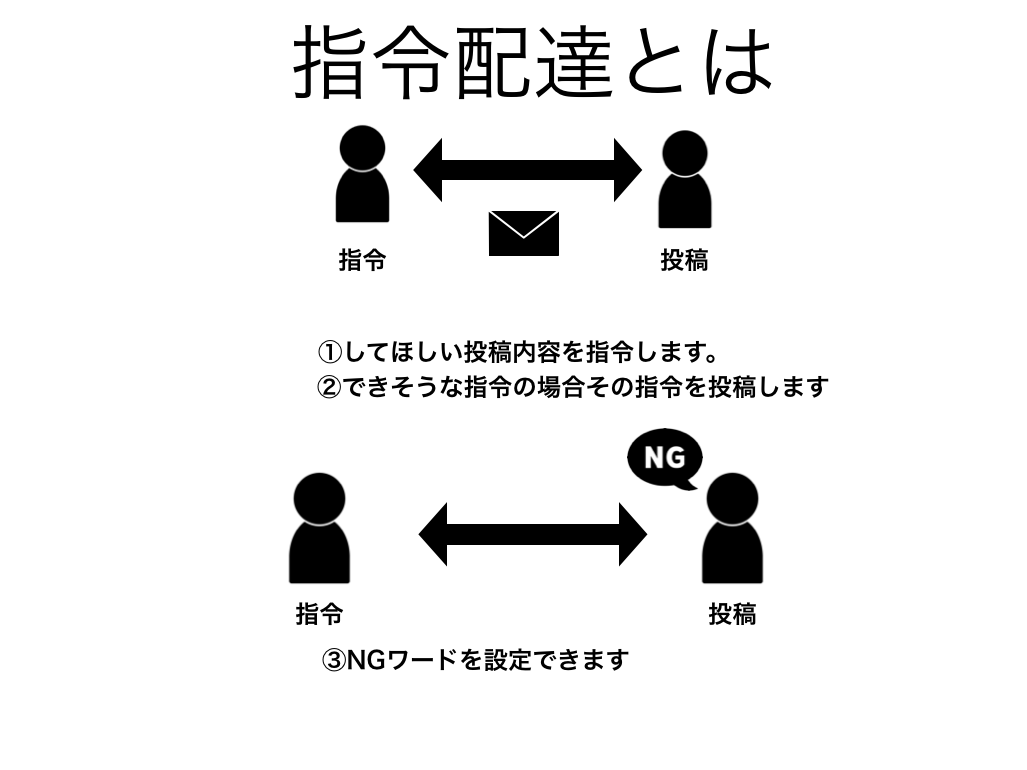 指令配達とは
指令
投稿
①してほしい投稿内容を指令します。
②できそうな指令の場合その指令を投稿します
NG
指令
投稿
③NGワードを設定できます